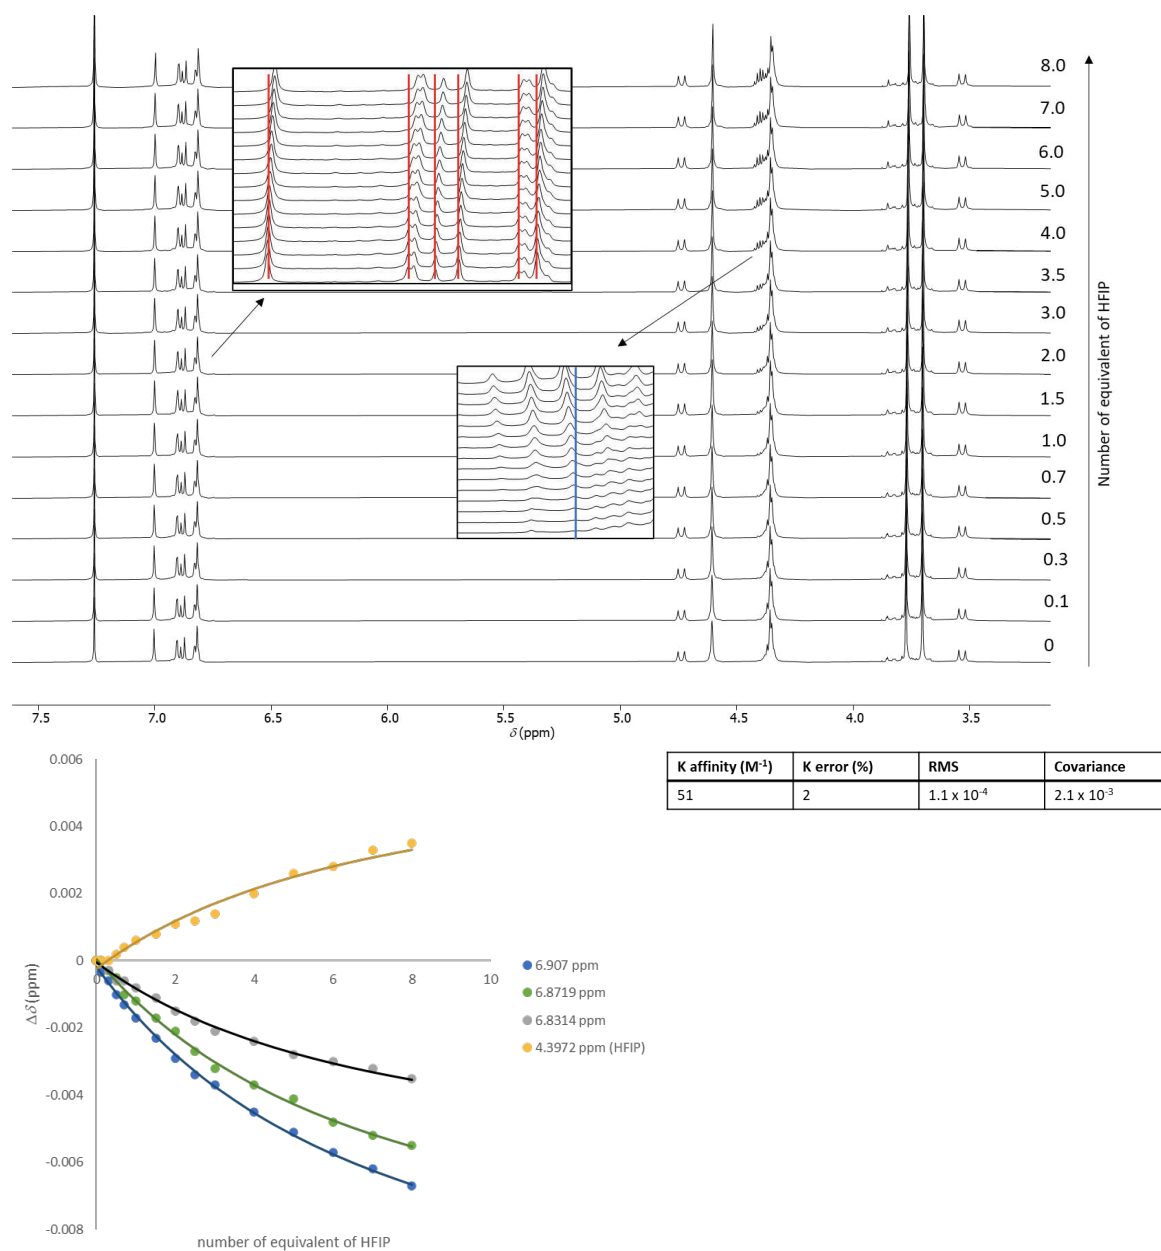 8.0
7.0
6.0
5.0
4.0
3.5
3.0
2.0
1.5
1.0
0.7
0.5
0.3
0.1
0
Number of equivalent of HFIP
7.5 7.0 6.5 6.0 5.5 5.0 4.5 4.0 3.5
δ (ppm)
K affinity (M⁻¹) K error (%) RMS Covariance
51 2 1.1 x 10⁻⁴ 2.1 x 10⁻³
0.006
0.004
0.002
0
-0.002
-0.004
-0.006
-0.008
Δδ (ppm)
0 2 4 6 8 10
number of equivalent of HFIP
6.907 ppm
6.8719 ppm
6.8314 ppm
4.3972 ppm (HFIP)